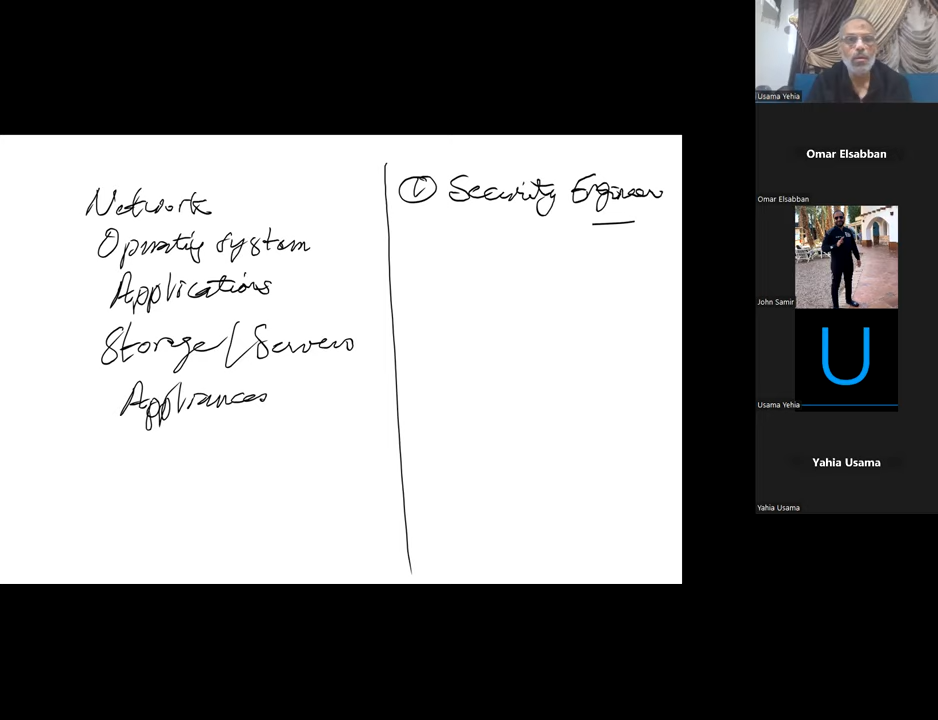 Network
Operating system
Applications
Storage/Servers
Appliances
① Security Engineer
Usama Yehia
Omar Elsabban
Omar Elsabban
John Samir
U
Usama Yehia
Yahia Usama
Yahia Usama